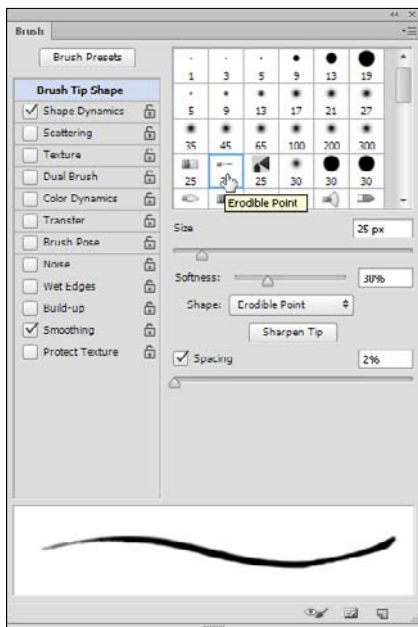 Brush
Brush Presets
Brush Tip Shape
Shape Dynamics
Scattering
Texture
Dual Brush
Color Dynamics
Transfer
Brush Pose
Noise
Wet Edges
Build-up
Smoothing
Protect Texture
1 3 5 9 13 19
5 9 13 17 21 27
35 45 65 100 200 300
25 25 30 30 30
Erodible Point
Size 25 px
Softness: 30%
Shape: Erodible Point
Sharpen Tip
Spacing 2%